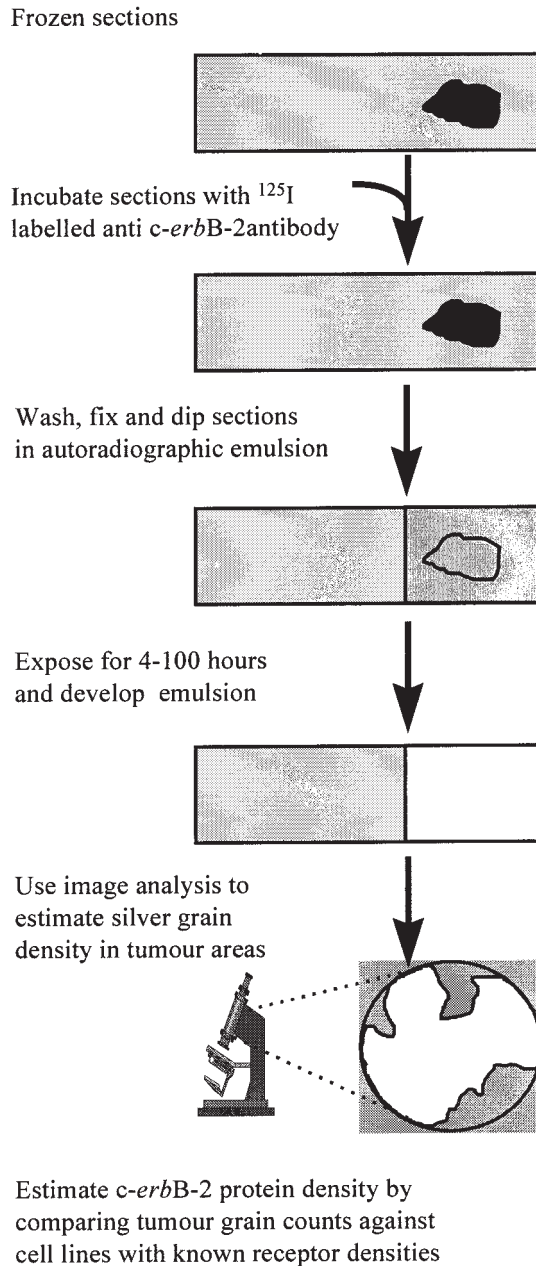 Frozen sections
Incubate sections with ¹²⁵I
labelled anti c-erbB-2antibody
Wash, fix and dip sections
in autoradiographic emulsion
Expose for 4-100 hours
and develop emulsion
Use image analysis to
estimate silver grain
density in tumour areas
Estimate c-erbB-2 protein density by
comparing tumour grain counts against
cell lines with known receptor densities